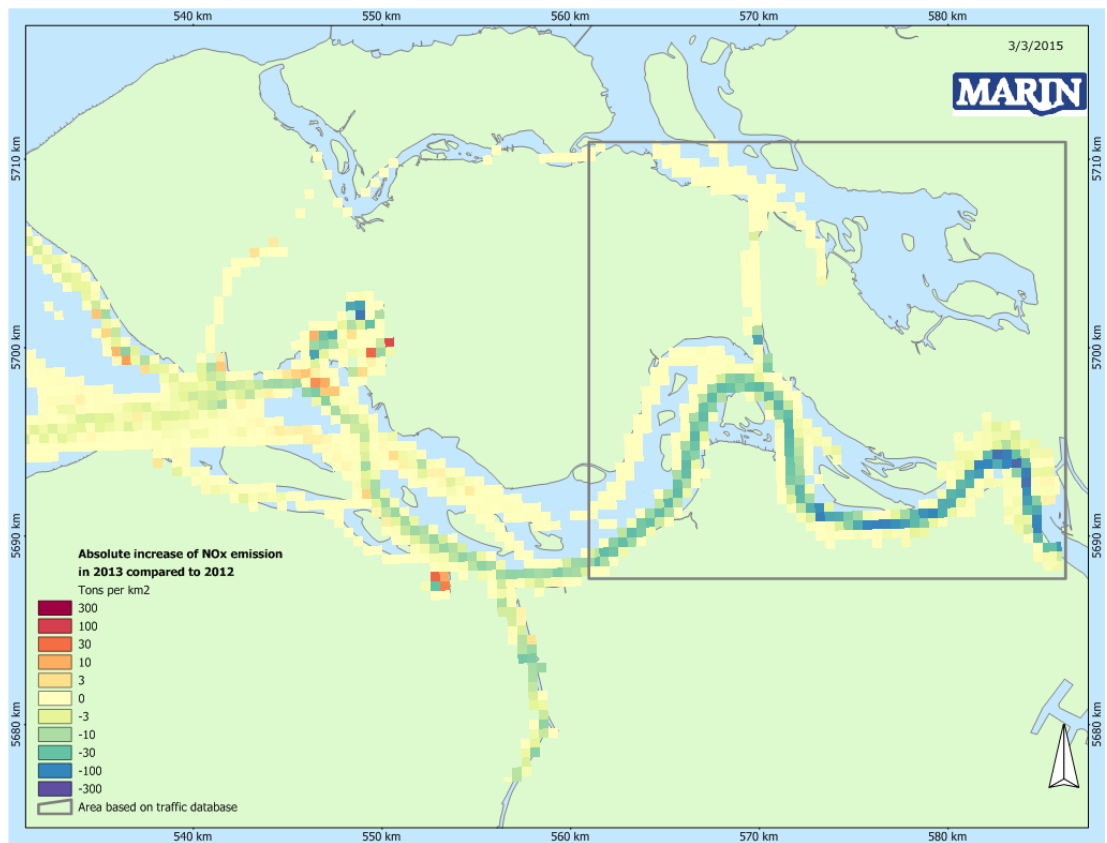 540 km 550 km 560 km 570 km 580 km
3/3/2015
MARIN
5710 km 5710 km
5700 km 5700 km
5690 km 5690 km
5680 km 5680 km
Absolute increase of NOx emission
in 2013 compared to 2012
Tons per km2
300
100
30
10
3
0
-3
-10
-30
-100
-300
Area based on traffic database
540 km 550 km 560 km 570 km 580 km